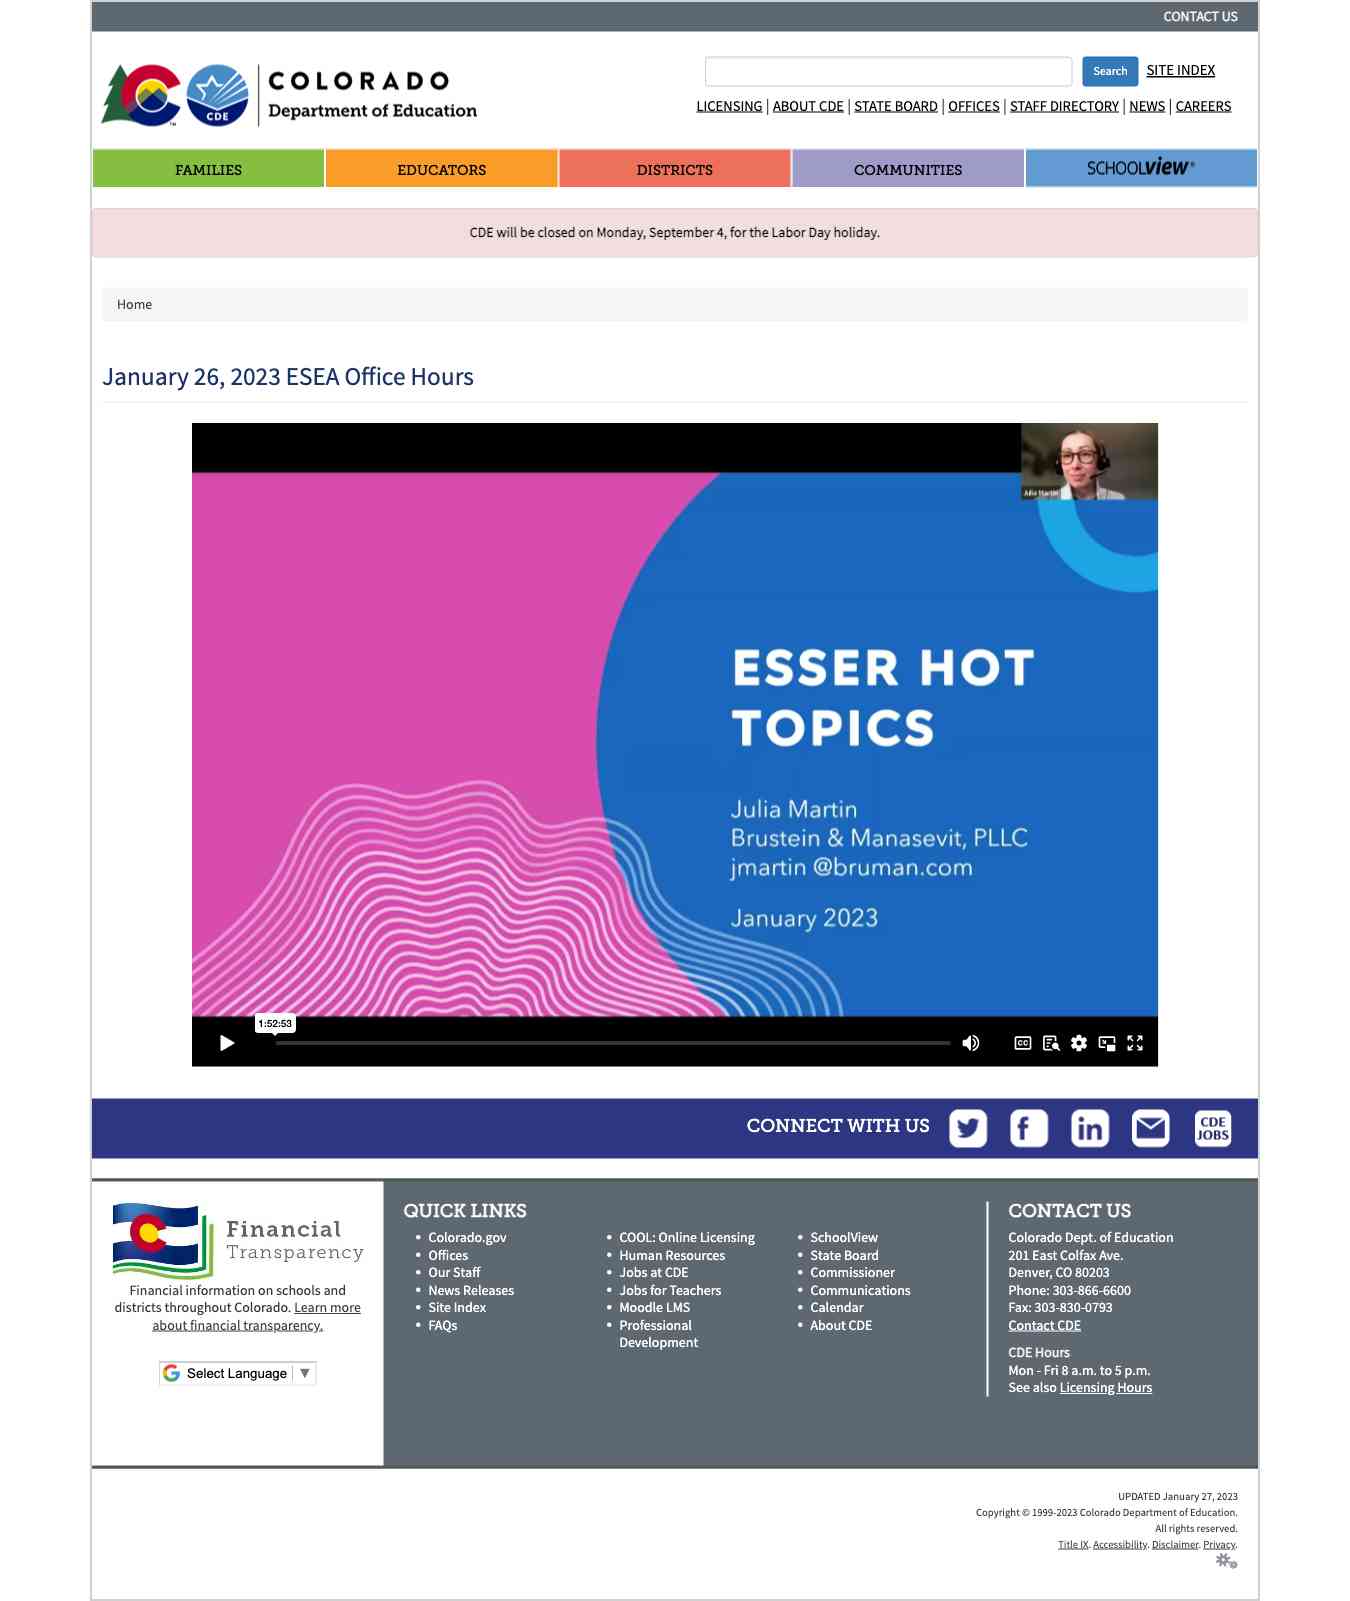 CONTACT US
COLORADO
Department of Education
CDE
TM
Search
SITE INDEX
LICENSING | ABOUT CDE | STATE BOARD | OFFICES | STAFF DIRECTORY | NEWS | CAREERS
FAMILIES
EDUCATORS
DISTRICTS
COMMUNITIES
SCHOOLview®
CDE will be closed on Monday, September 4, for the Labor Day holiday.
Home
January 26, 2023 ESEA Office Hours
Julia Martin
ESSER HOT
TOPICS
Julia Martin
Brustein & Manasevit, PLLC
jmartin @bruman.com
January 2023
1:52:53
CC
CONNECT WITH US
CDE
JOBS
Financial
Transparency
Financial information on schools and
districts throughout Colorado. Learn more
about financial transparency.
Select Language ▼
QUICK LINKS
Colorado.gov
Offices
Our Staff
News Releases
Site Index
FAQs
COOL: Online Licensing
Human Resources
Jobs at CDE
Jobs for Teachers
Moodle LMS
Professional
Development
SchoolView
State Board
Commissioner
Communications
Calendar
About CDE
CONTACT US
Colorado Dept. of Education
201 East Colfax Ave.
Denver, CO 80203
Phone: 303-866-6600
Fax: 303-830-0793
Contact CDE
CDE Hours
Mon - Fri 8 a.m. to 5 p.m.
See also Licensing Hours
UPDATED January 27, 2023
Copyright © 1999-2023 Colorado Department of Education.
All rights reserved.
Title IX. Accessibility. Disclaimer. Privacy.